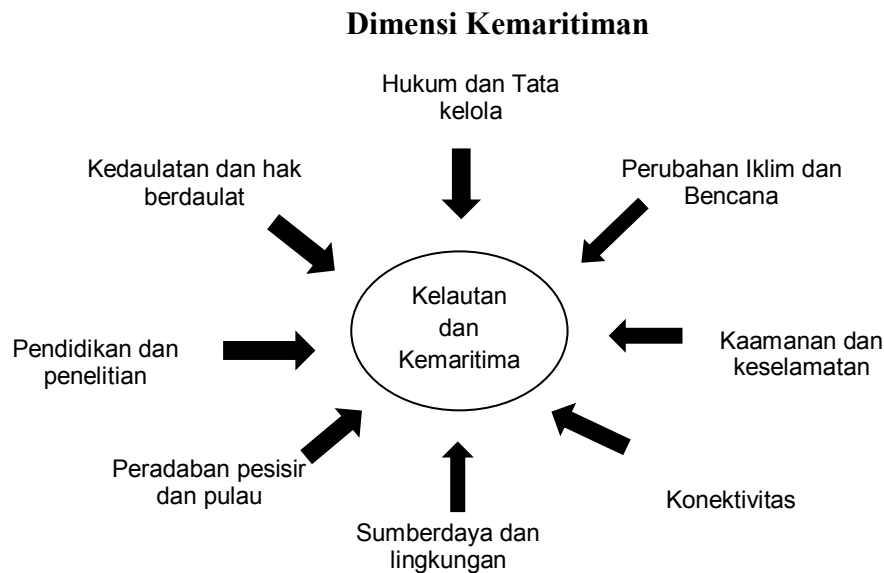 Dimensi Kemaritiman
Hukum dan Tata
kelola
Kedaulatan dan hak
berdaulat
Perubahan Iklim dan
Bencana
Kelautan
dan
Kemaritima
Pendidikan dan
penelitian
Kaamanan dan
keselamatan
Peradaban pesisir
dan pulau
Konektivitas
Sumberdaya dan
lingkungan